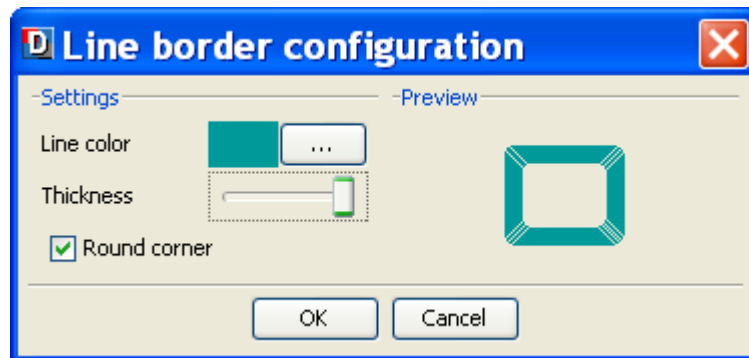 D Line border configuration
Settings
Preview
Line color
...
Thickness
Round corner
OK
Cancel